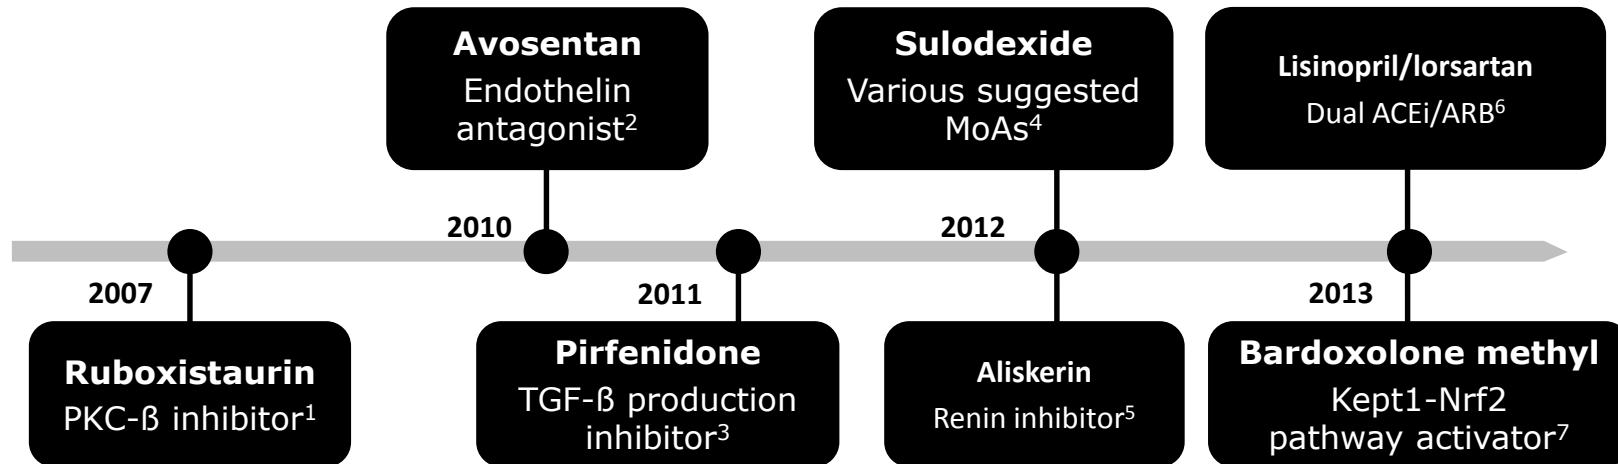 Avosentan
Endothelin
antagonist2
Sulodexide
Various suggested
MoAs4
Lisinopril/lorsartan
Dual ACEi/ARB6
2010
2012
2007
2011
2013
Ruboxistaurin
PKC-ß inhibitor1
Pirfenidone
TGF-ß production
inhibitor3
Aliskerin
Renin inhibitor5
Bardoxolone methyl
Kept1-Nrf2
pathway activator7